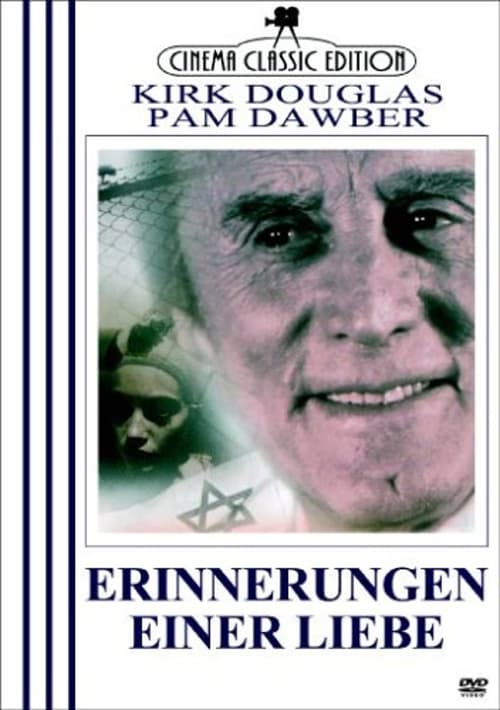 CINEMA CLASSIC EDITION
KIRK DOUGLAS
PAM DAWBER
ERINNERUNGEN
EINER LIEBE
DVD
VIDEO